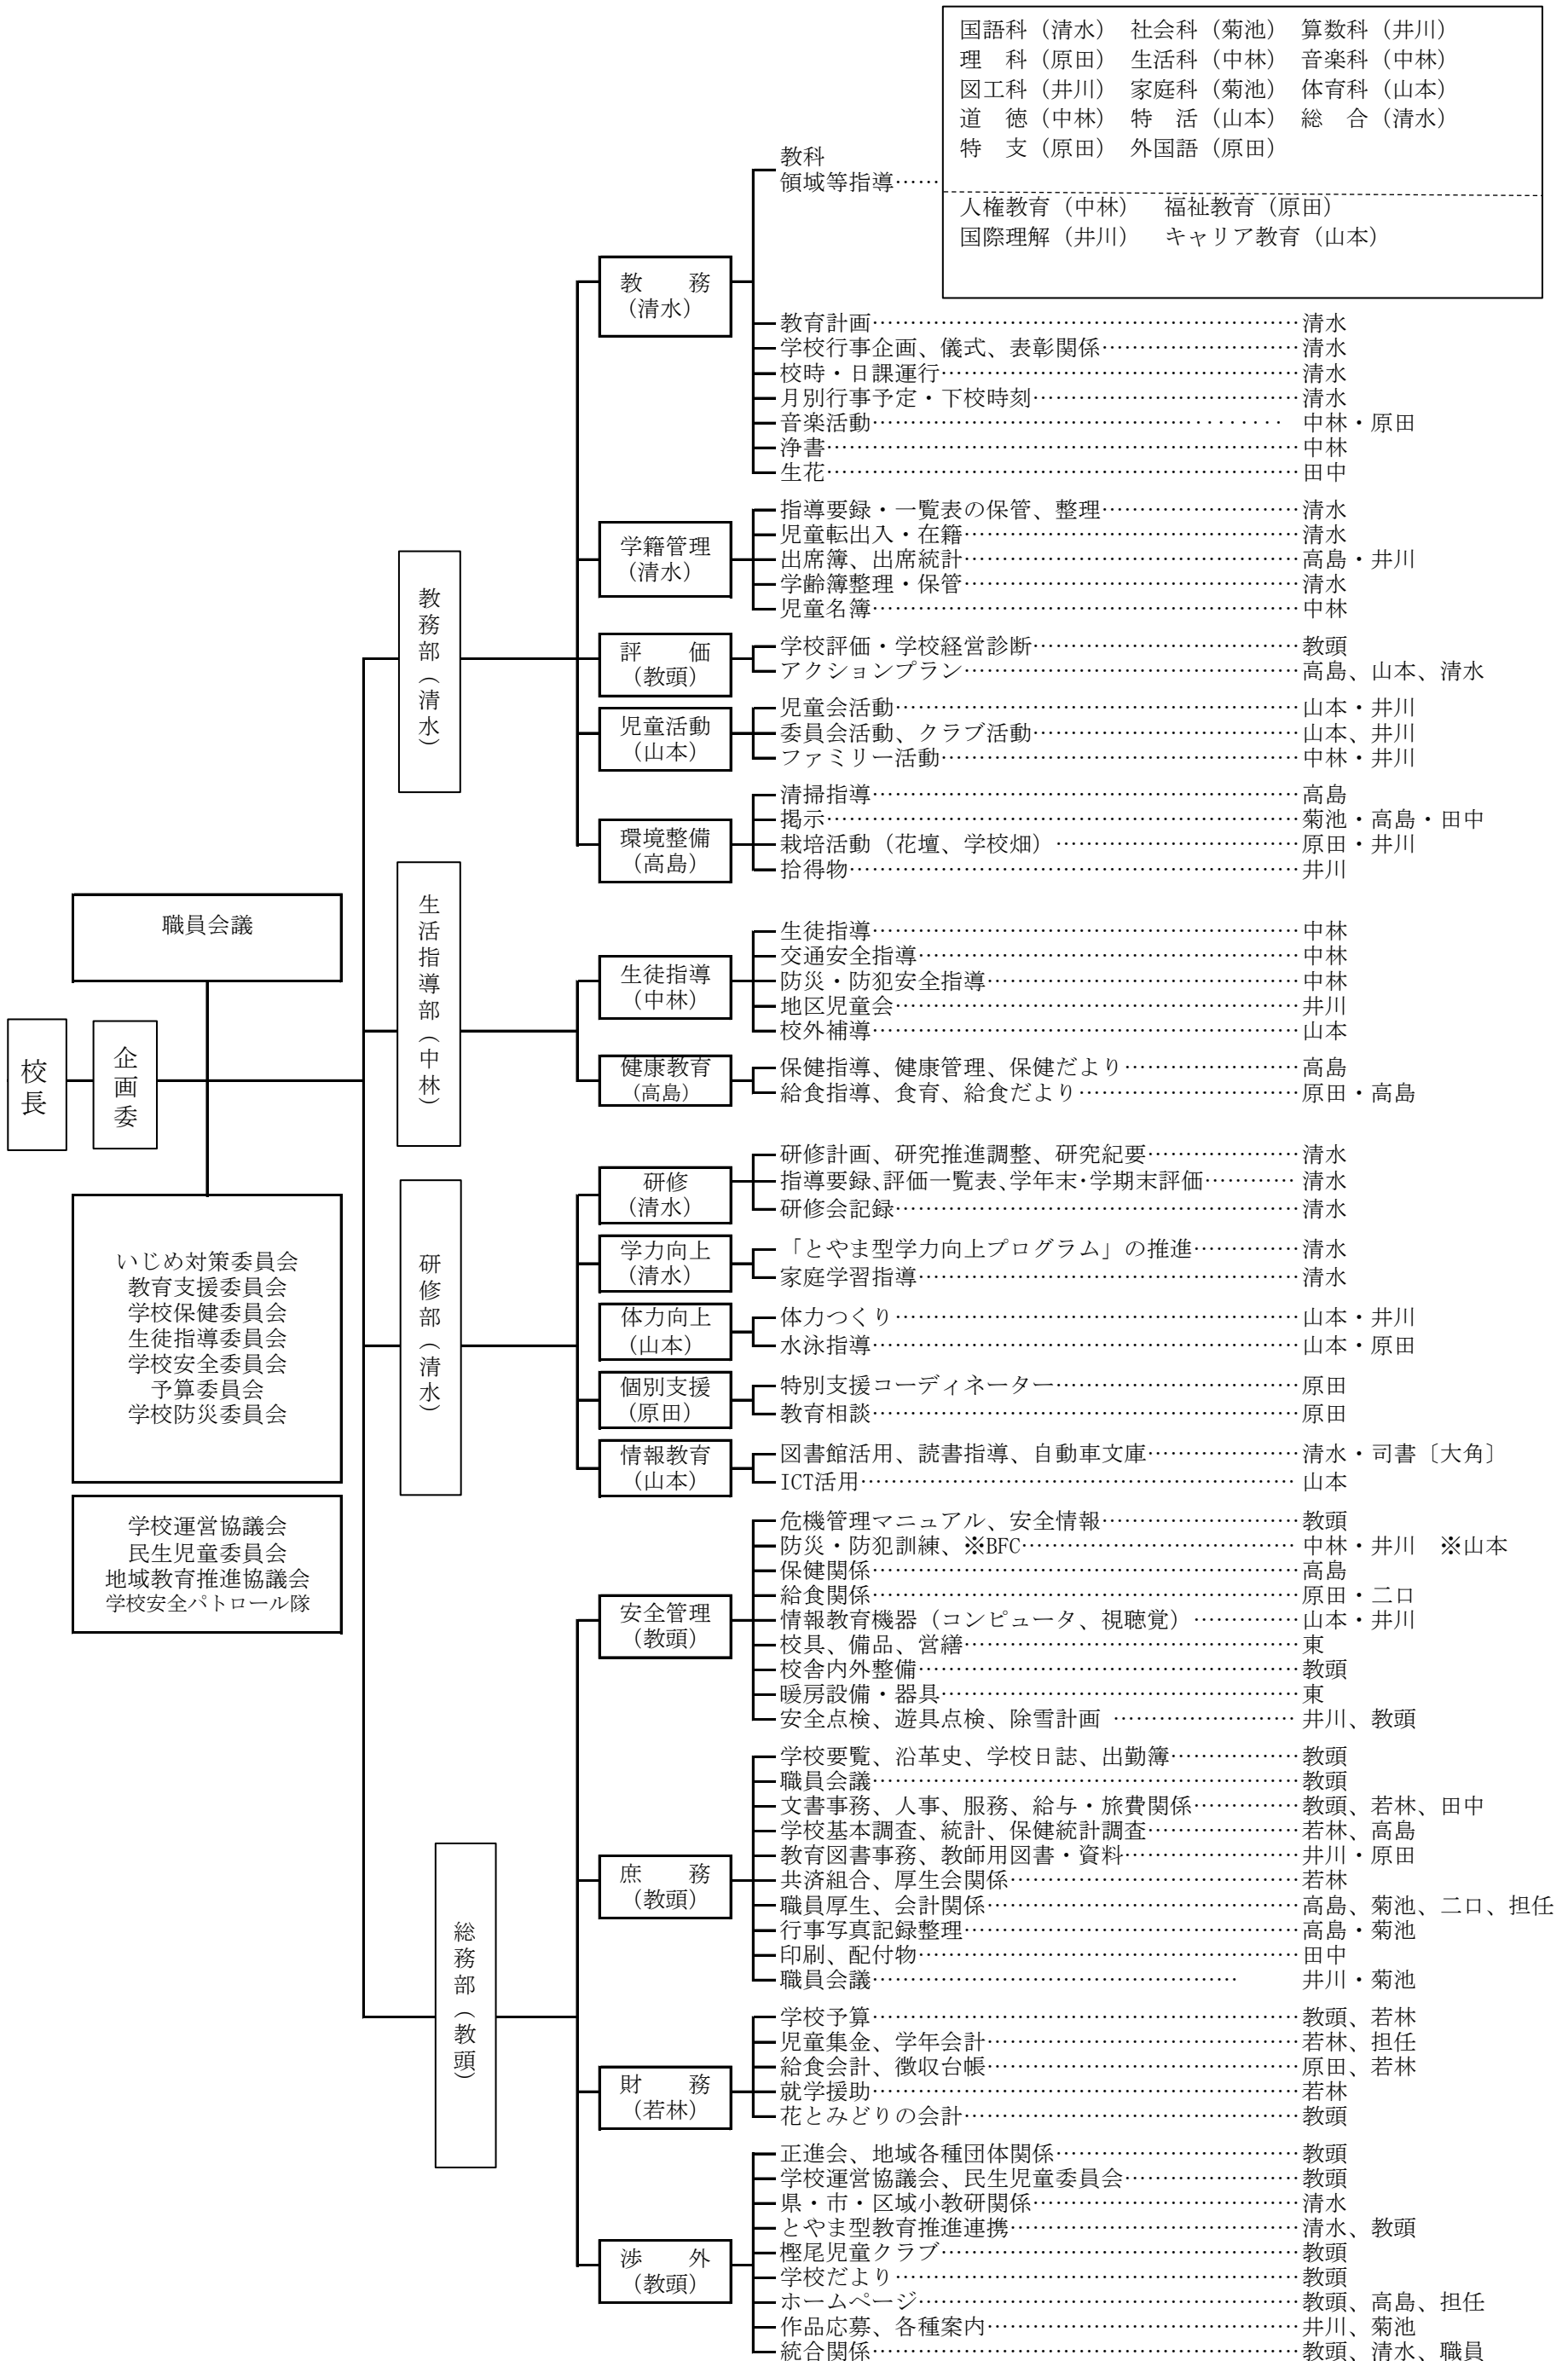 国語科（清水）　社会科（菊池）　算数科（井川）
理　科（原田）　生活科（中林）　音楽科（中林）
図工科（井川）　家庭科（菊池）　体育科（山本）
道　徳（中林）　特　活（山本）　総　合（清水）
特　支（原田）　外国語（原田）
人権教育（中林）　福祉教育（原田）
国際理解（井川）　キャリア教育（山本）
教科
領域等指導……
教　　務
（清水）
教育計画………………………………………………清水
学校行事企画、儀式、表彰関係……………………清水
校時・日課運行………………………………………清水
月別行事予定・下校時刻……………………………清水
音楽活動…………………………………‥‥‥‥　中林・原田
浄書……………………………………………………中林
生花……………………………………………………田中
学籍管理
（清水）
指導要録・一覧表の保管、整理……………………清水
児童転出入・在籍……………………………………清水
出席簿、出席統計……………………………………高島・井川
学齢簿整理・保管……………………………………清水
児童名簿………………………………………………中林
教務部（清水）
評　　価
（教頭）
学校評価・学校経営診断……………………………教頭
アクションプラン……………………………………高島、山本、清水
児童活動
（山本）
児童会活動……………………………………………山本・井川
委員会活動、クラブ活動……………………………山本、井川
ファミリー活動………………………………………中林・井川
環境整備
（高島）
清掃指導………………………………………………高島
掲示……………………………………………………菊池・高島・田中
栽培活動（花壇、学校畑）…………………………原田・井川
拾得物…………………………………………………井川
職員会議
校長
企画委
生活指導部（中林）
生徒指導
（中林）
生徒指導………………………………………………中林
交通安全指導…………………………………………中林
防災・防犯安全指導…………………………………中林
地区児童会……………………………………………井川
校外補導………………………………………………山本
健康教育
（高島）
保健指導、健康管理、保健だより…………………高島
給食指導、食育、給食だより………………………原田・高島
いじめ対策委員会
教育支援委員会
学校保健委員会
生徒指導委員会
学校安全委員会
予算委員会
学校防災委員会
学校運営協議会
民生児童委員会
地域教育推進協議会
学校安全パトロール隊
研修部（清水）
研修
（清水）
研修計画、研究推進調整、研究紀要………………清水
指導要録､評価一覧表､学年末･学期末評価…………清水
研修会記録……………………………………………清水
学力向上
（清水）
「とやま型学力向上プログラム」の推進…………清水
家庭学習指導…………………………………………清水
体力向上
（山本）
体力つくり……………………………………………山本・井川
水泳指導………………………………………………山本・原田
個別支援
（原田）
特別支援コーディネーター…………………………原田
教育相談………………………………………………原田
情報教育
（山本）
図書館活用、読書指導、自動車文庫………………清水・司書〔大角〕
ICT活用………………………………………………山本
総務部（教頭）
安全管理
（教頭）
危機管理マニュアル、安全情報……………………教頭
防災・防犯訓練、※BFC……………………………中林・井川　※山本
保健関係………………………………………………高島
給食関係………………………………………………原田・二口
情報教育機器（コンピュータ、視聴覚）…………山本・井川
校具、備品、営繕……………………………………東
校舎内外整備…………………………………………教頭
暖房設備・器具………………………………………東
安全点検、遊具点検、除雪計画 ……………………井川、教頭
庶　　務
（教頭）
学校要覧、沿革史、学校日誌、出勤簿……………教頭
職員会議………………………………………………教頭
文書事務、人事、服務、給与・旅費関係…………教頭、若林、田中
学校基本調査、統計、保健統計調査………………若林、高島
教育図書事務、教師用図書・資料…………………井川・原田
共済組合、厚生会関係………………………………若林
職員厚生、会計関係…………………………………高島、菊池、二口、担任
行事写真記録整理……………………………………高島・菊池
印刷、配付物…………………………………………田中
職員会議…………………………………………　井川・菊池
財　　務
（若林）
学校予算………………………………………………教頭、若林
児童集金、学年会計…………………………………若林、担任
給食会計、徴収台帳…………………………………原田、若林
就学援助………………………………………………若林
花とみどりの会計……………………………………教頭
渉　　外
（教頭）
正進会、地域各種団体関係…………………………教頭
学校運営協議会、民生児童委員会…………………教頭
県・市・区域小教研関係……………………………清水
とやま型教育推進連携………………………………清水、教頭
樫尾児童クラブ………………………………………教頭
学校だより……………………………………………教頭
ホームページ…………………………………………教頭、高島、担任
作品応募、各種案内…………………………………井川、菊池
統合関係………………………………………………教頭、清水、職員